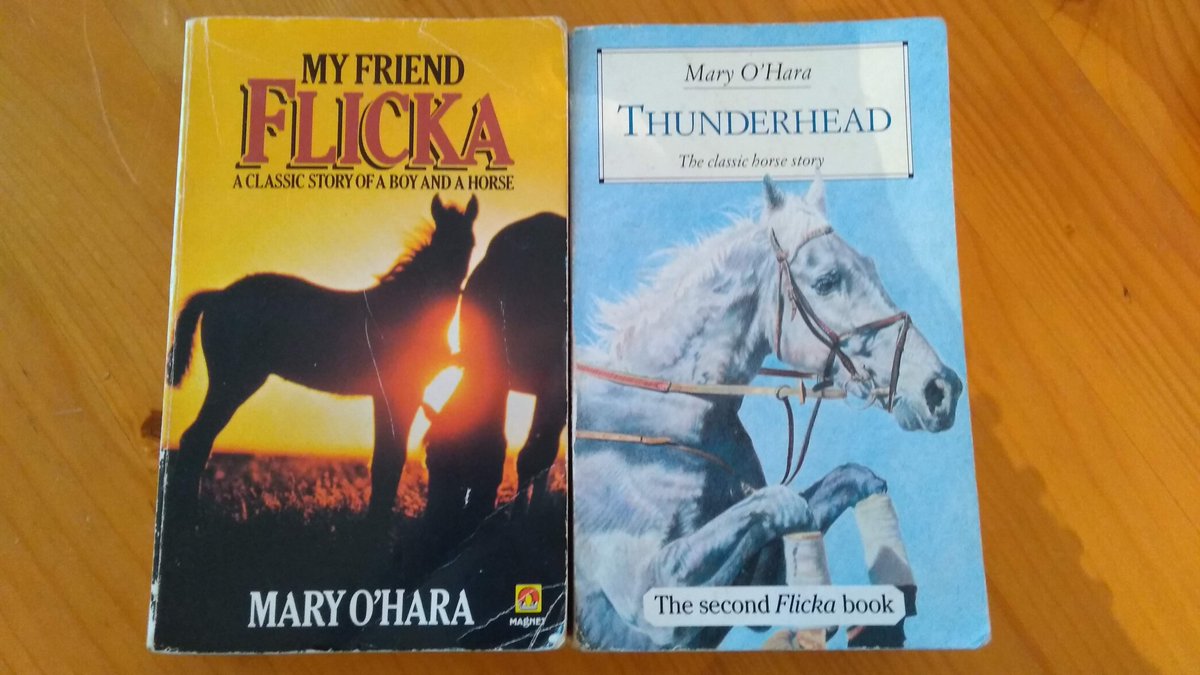 MY FRIEND
FLICKA
A CLASSIC STORY OF A BOY AND A HORSE
MARY O'HARA
MAGNET
Mary O'Hara
THUNDERHEAD
The classic horse story
The second Flicka book